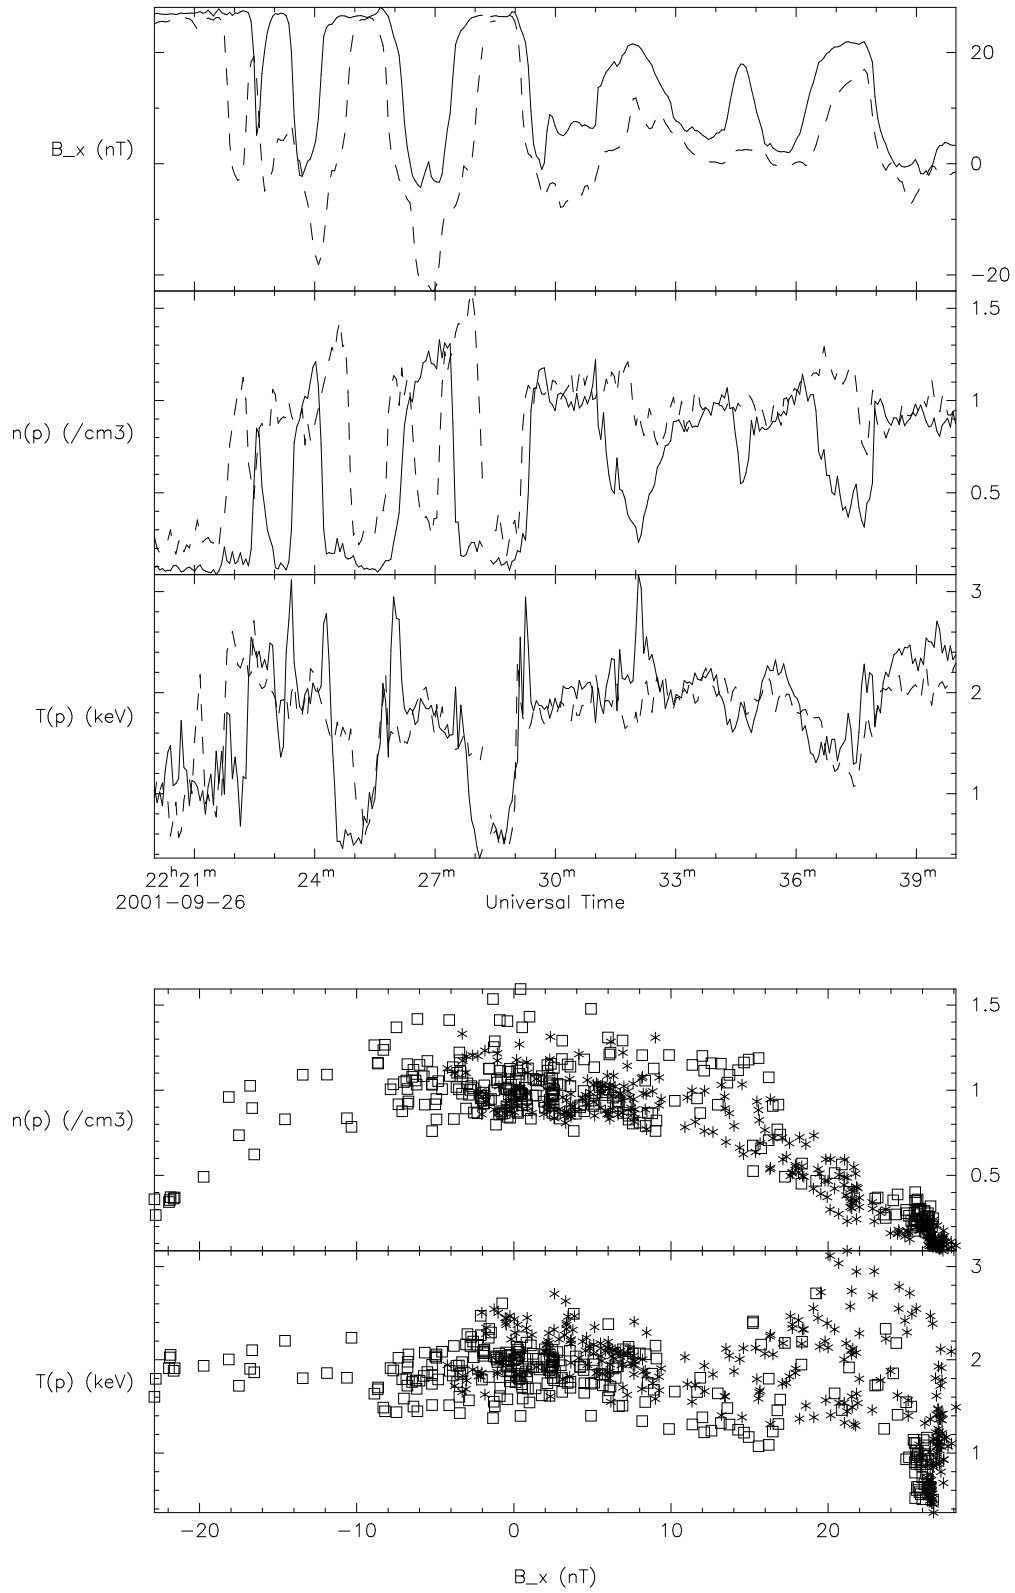 20
B_x (nT)
0
−20
1.5
1
n(p) (/cm3)
0.5
3
2
T(p) (keV)
1
22h21m 24m 27m 30m 33m 36m 39m
2001−09−26 Universal Time
1.5
n(p) (/cm3)
1
0.5
3
T(p) (keV)
2
1
−20 −10 0 10 20
B_x (nT)